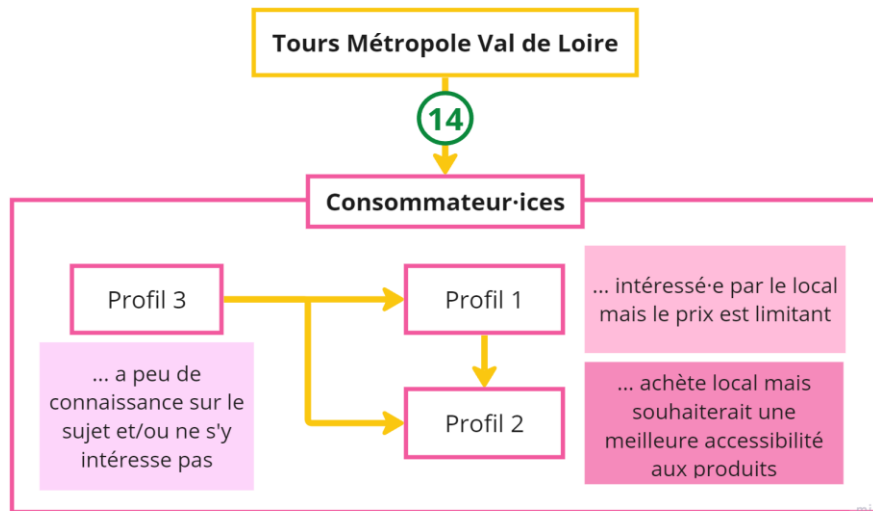 Tours Métropole Val de Loire
14
Consommateur·ices
Profil 3
Profil 1
... intéressé·e par le local
mais le prix est limitant
... a peu de
connaissance sur le
sujet et/ou ne s'y
intéresse pas
Profil 2
... achète local mais
souhaiterait une
meilleure accessibilité
aux produits